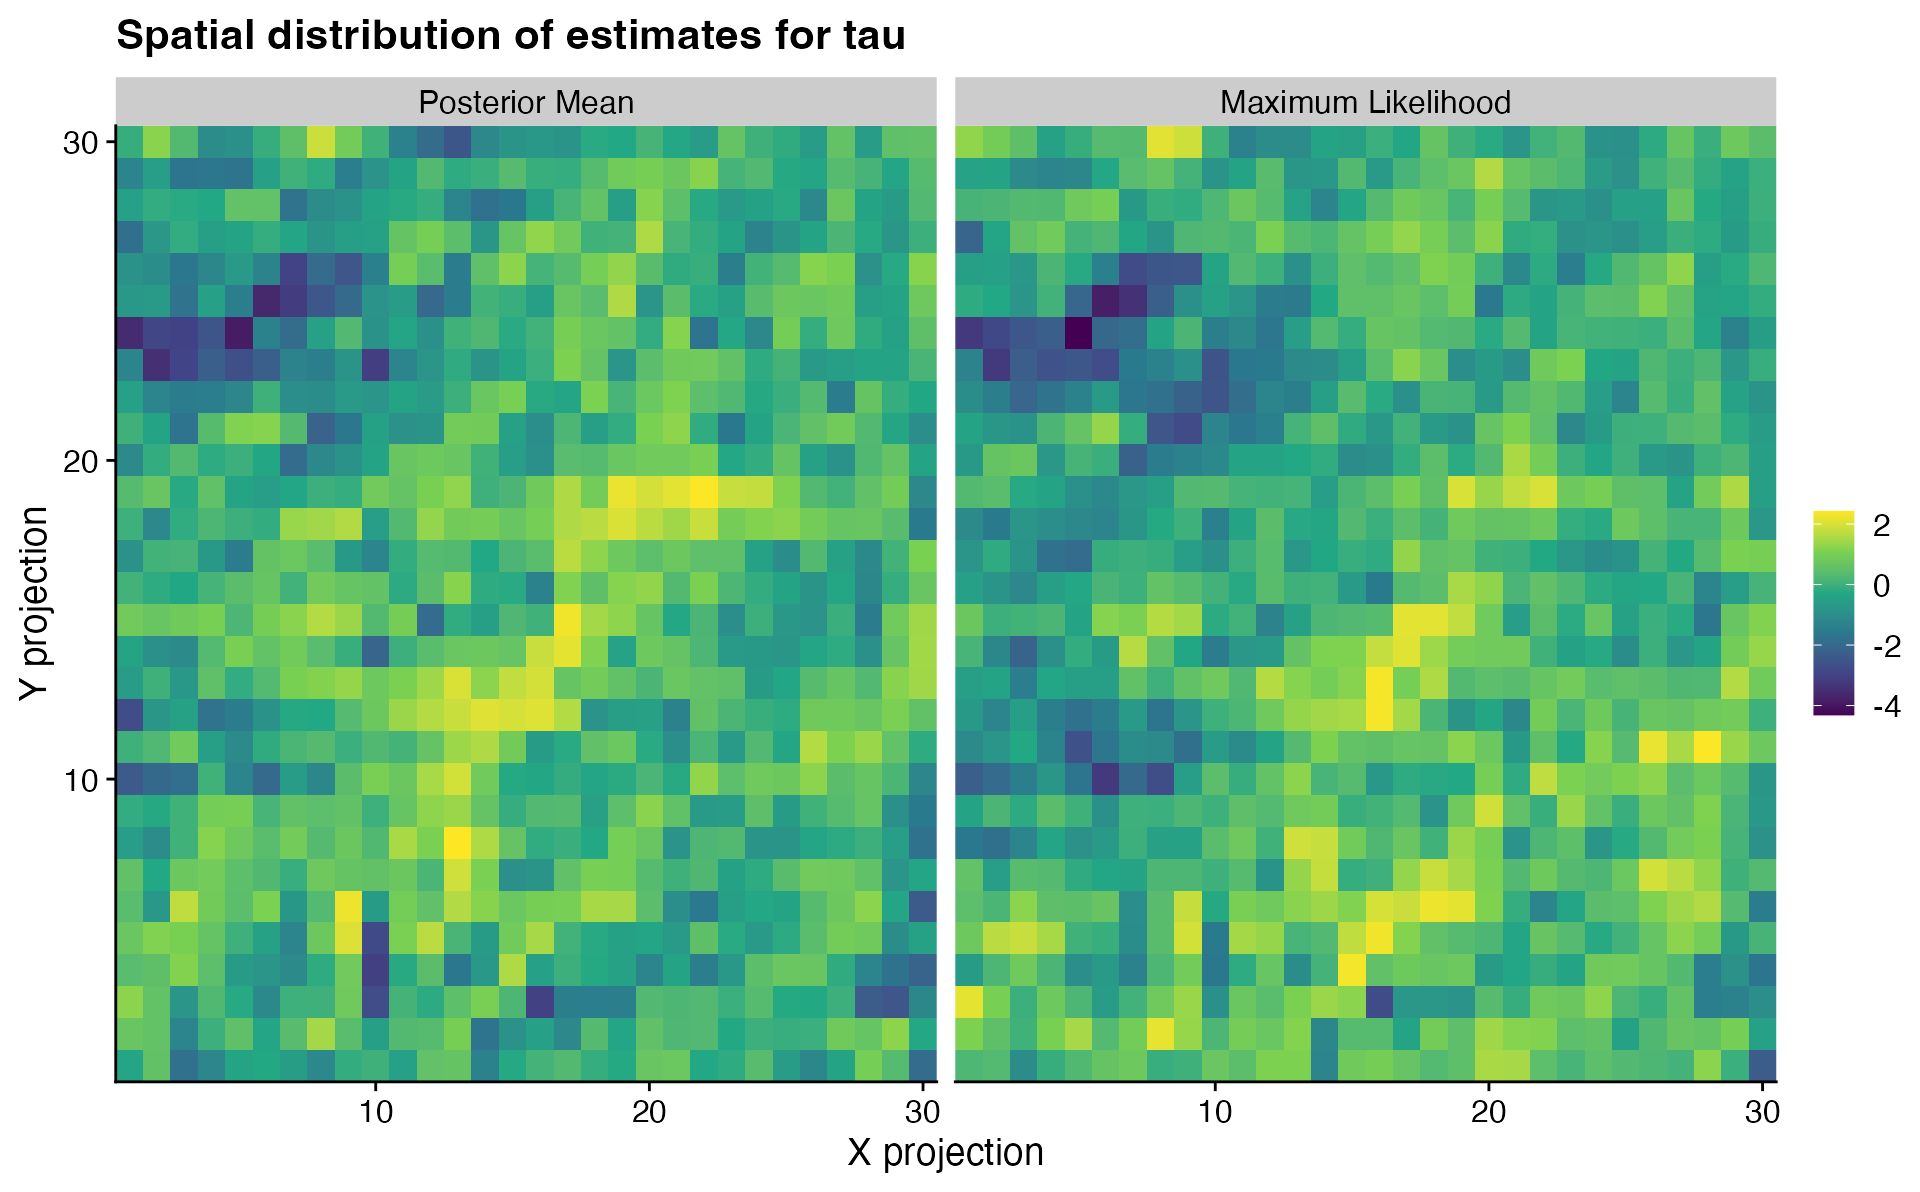 Spatial distribution of estimates for tau
Posterior Mean
Maximum Likelihood
30
20
10
Y projection
10
20
30
10
20
30
X projection
2
0
-2
-4